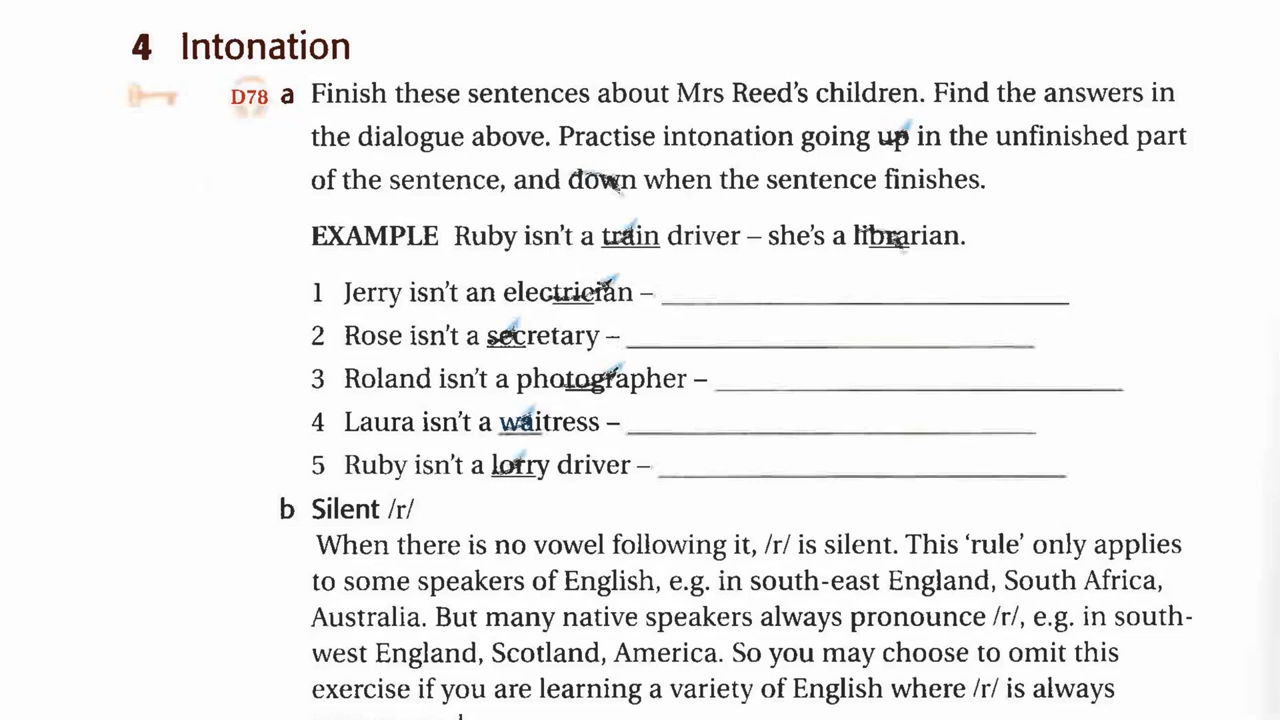 4 Intonation
D78 a Finish these sentences about Mrs Reed's children. Find the answers in
the dialogue above. Practise intonation going up in the unfinished part
of the sentence, and down when the sentence finishes.
EXAMPLE Ruby isn't a train driver – she's a librarian.
1 Jerry isn't an electrician –
2 Rose isn't a secretary –
3 Roland isn't a photographer –
4 Laura isn't a waitress –
5 Ruby isn't a lorry driver –
b Silent /r/
When there is no vowel following it, /r/ is silent. This 'rule' only applies
to some speakers of English, e.g. in south-east England, South Africa,
Australia. But many native speakers always pronounce /r/, e.g. in south-
west England, Scotland, America. So you may choose to omit this
exercise if you are learning a variety of English where /r/ is always